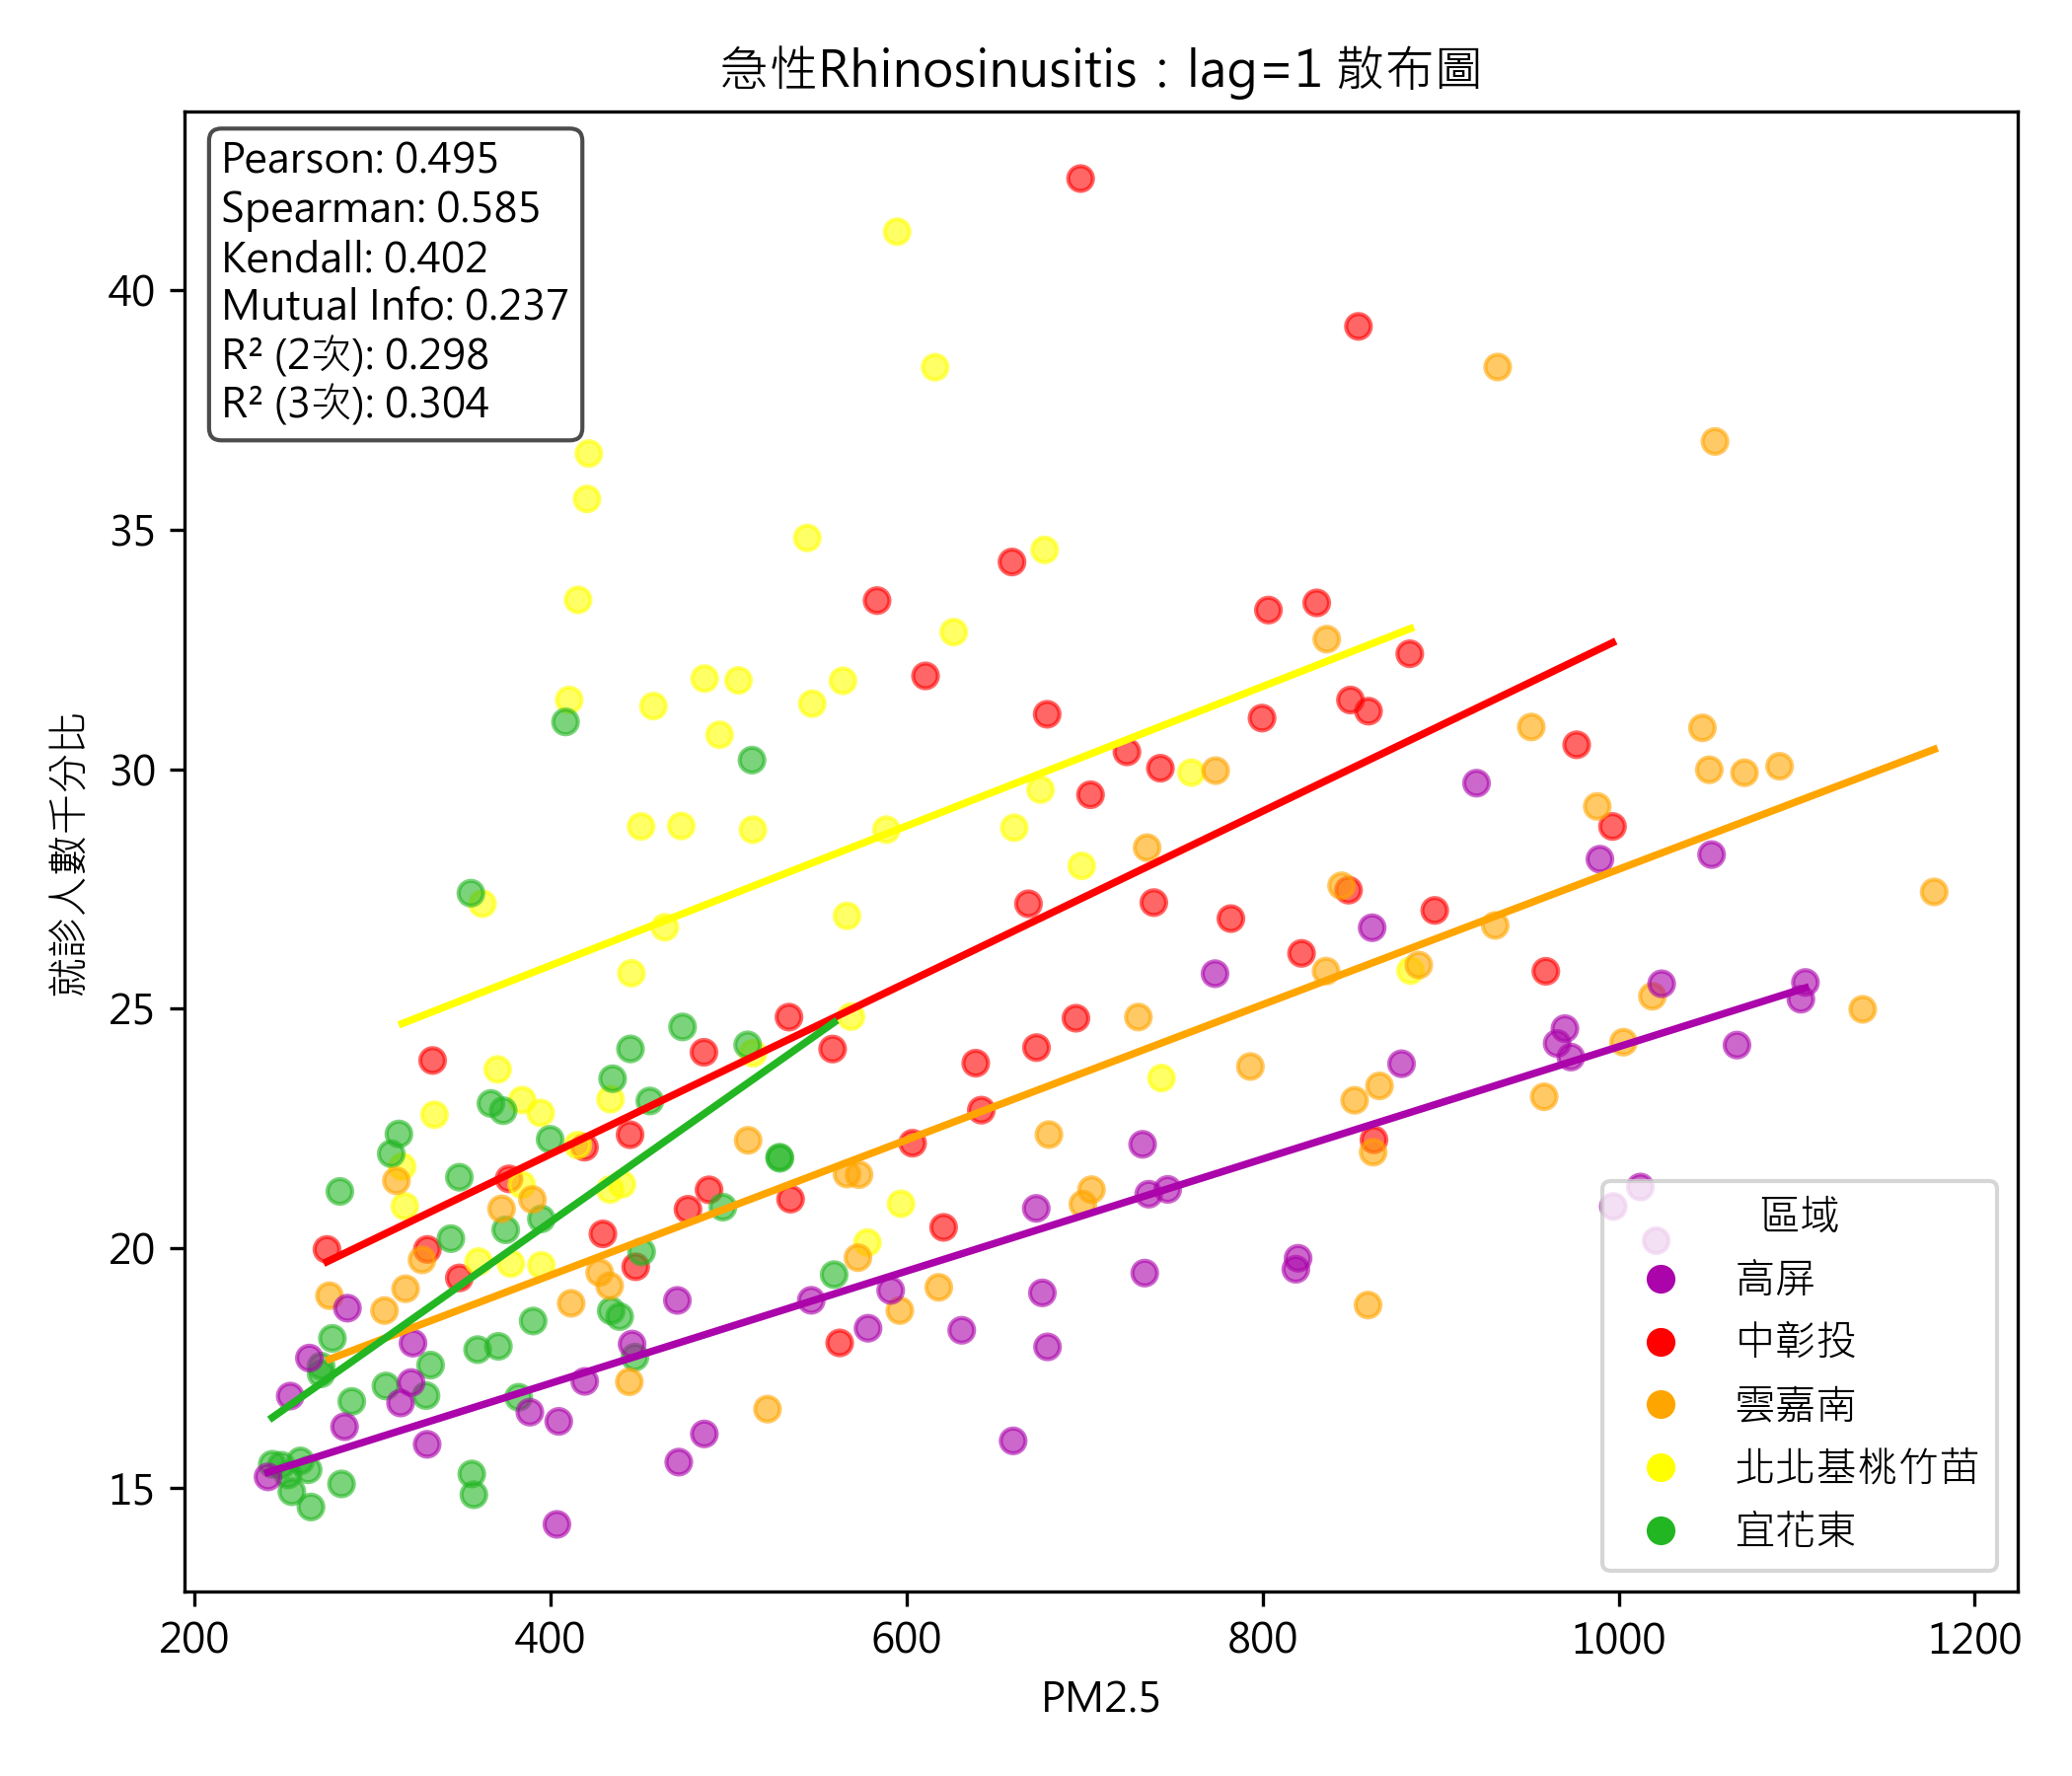 急性Rhinosinusitis：lag=1 散布圖
Pearson: 0.495
Spearman: 0.585
Kendall: 0.402
Mutual Info: 0.237
R² (2次): 0.298
R² (3次): 0.304
就診人數千分比
40
35
30
25
20
15
區域
高屏
中彰投
雲嘉南
北北基桃竹苗
宜花東
200 400 600 800 1000 1200
PM2.5